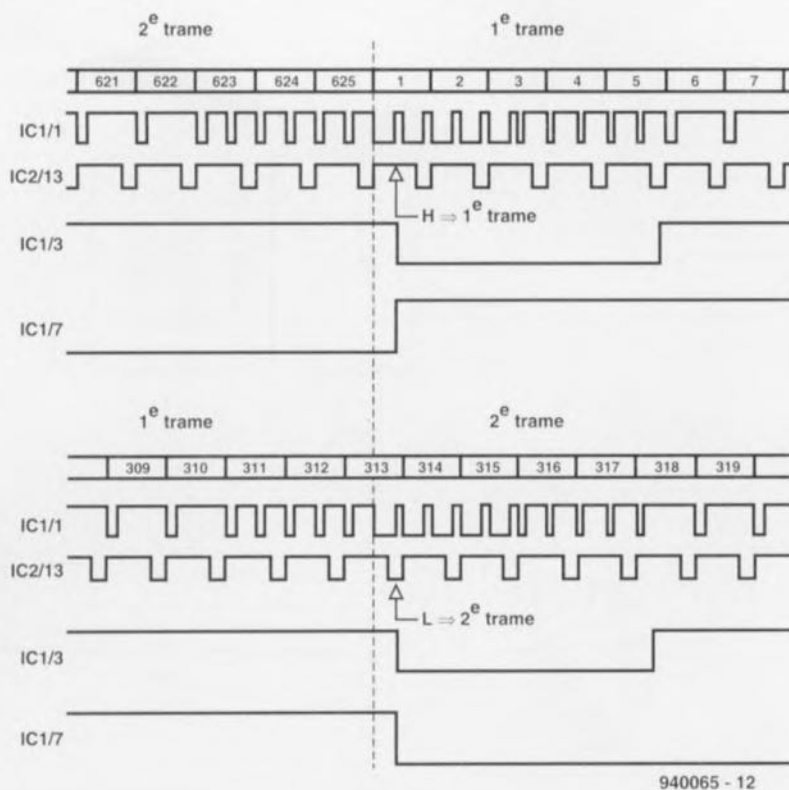 2e trame 1e trame
621 622 623 624 625 1 2 3 4 5 6 7
IC1/1
IC2/13
H ⇒ 1e trame
IC1/3
IC1/7
1e trame 2e trame
309 310 311 312 313 314 315 316 317 318 319
IC1/1
IC2/13
L ⇒ 2e trame
IC1/3
IC1/7
940065 - 12